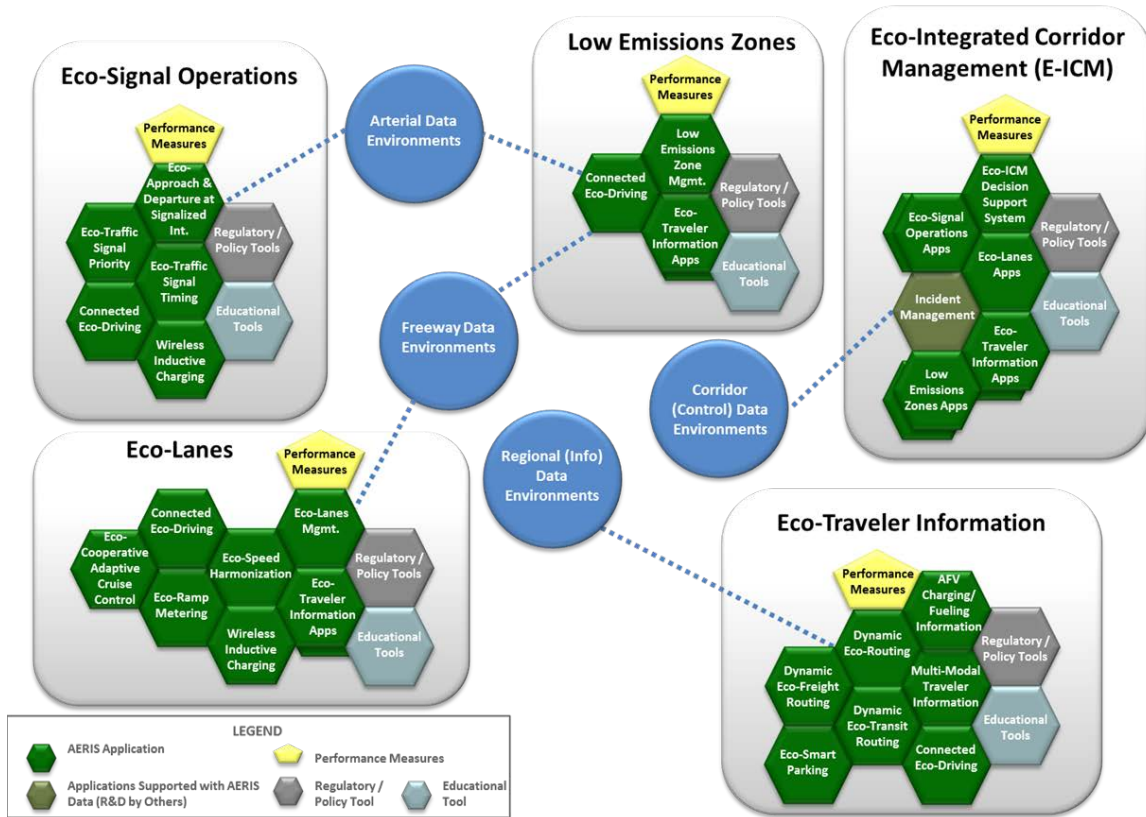 Eco-Signal Operations
Performance
Measures
Eco-
Approach &
Departure at
Signalized
Int.
Eco-Traffic
Signal
Priority
Regulatory /
Policy Tools
Eco-Traffic
Signal
Timing
Connected
Eco-Driving
Educational
Tools
Wireless
Inductive
Charging
Arterial Data
Environments
Low Emissions Zones
Performance
Measures
Low
Emissions
Zone
Mgmt.
Connected
Eco-Driving
Regulatory /
Policy Tools
Eco-
Traveler
Information
Apps
Educational
Tools
Eco-Integrated Corridor
Management (E-ICM)
Performance
Measures
Eco-ICM
Decision
Support
System
Eco-Signal
Operations Apps
Regulatory /
Policy Tools
Eco-Lanes
Apps
Incident
Management
Educational
Tools
Eco-
Traveler
Information
Apps
Low
Emissions
Zones Apps
Freeway Data
Environments
Corridor
(Control) Data
Environments
Regional (Info)
Data
Environments
Eco-Lanes
Performance
Measures
Connected
Eco-Driving
Eco-Lanes
Mgmt.
Eco-
Cooperative
Adaptive
Cruise
Control
Eco-Speed
Harmonization
Regulatory /
Policy Tools
Eco-Ramp
Metering
Eco-
Traveler
Information
Apps
Wireless
Inductive
Charging
Educational
Tools
Eco-Traveler Information
Performance
Measures
AFV
Charging/
Fueling
Information
Dynamic
Eco-Routing
Regulatory /
Policy Tools
Dynamic
Eco-Freight
Routing
Multi-Modal
Traveler
Information
Dynamic
Eco-Transit
Routing
Educational
Tools
Eco-Smart
Parking
Connected
Eco-Driving
LEGEND
AERIS Application
Performance Measures
Applications Supported with AERIS
Data (R&D by Others)
Regulatory /
Policy Tool
Educational
Tool